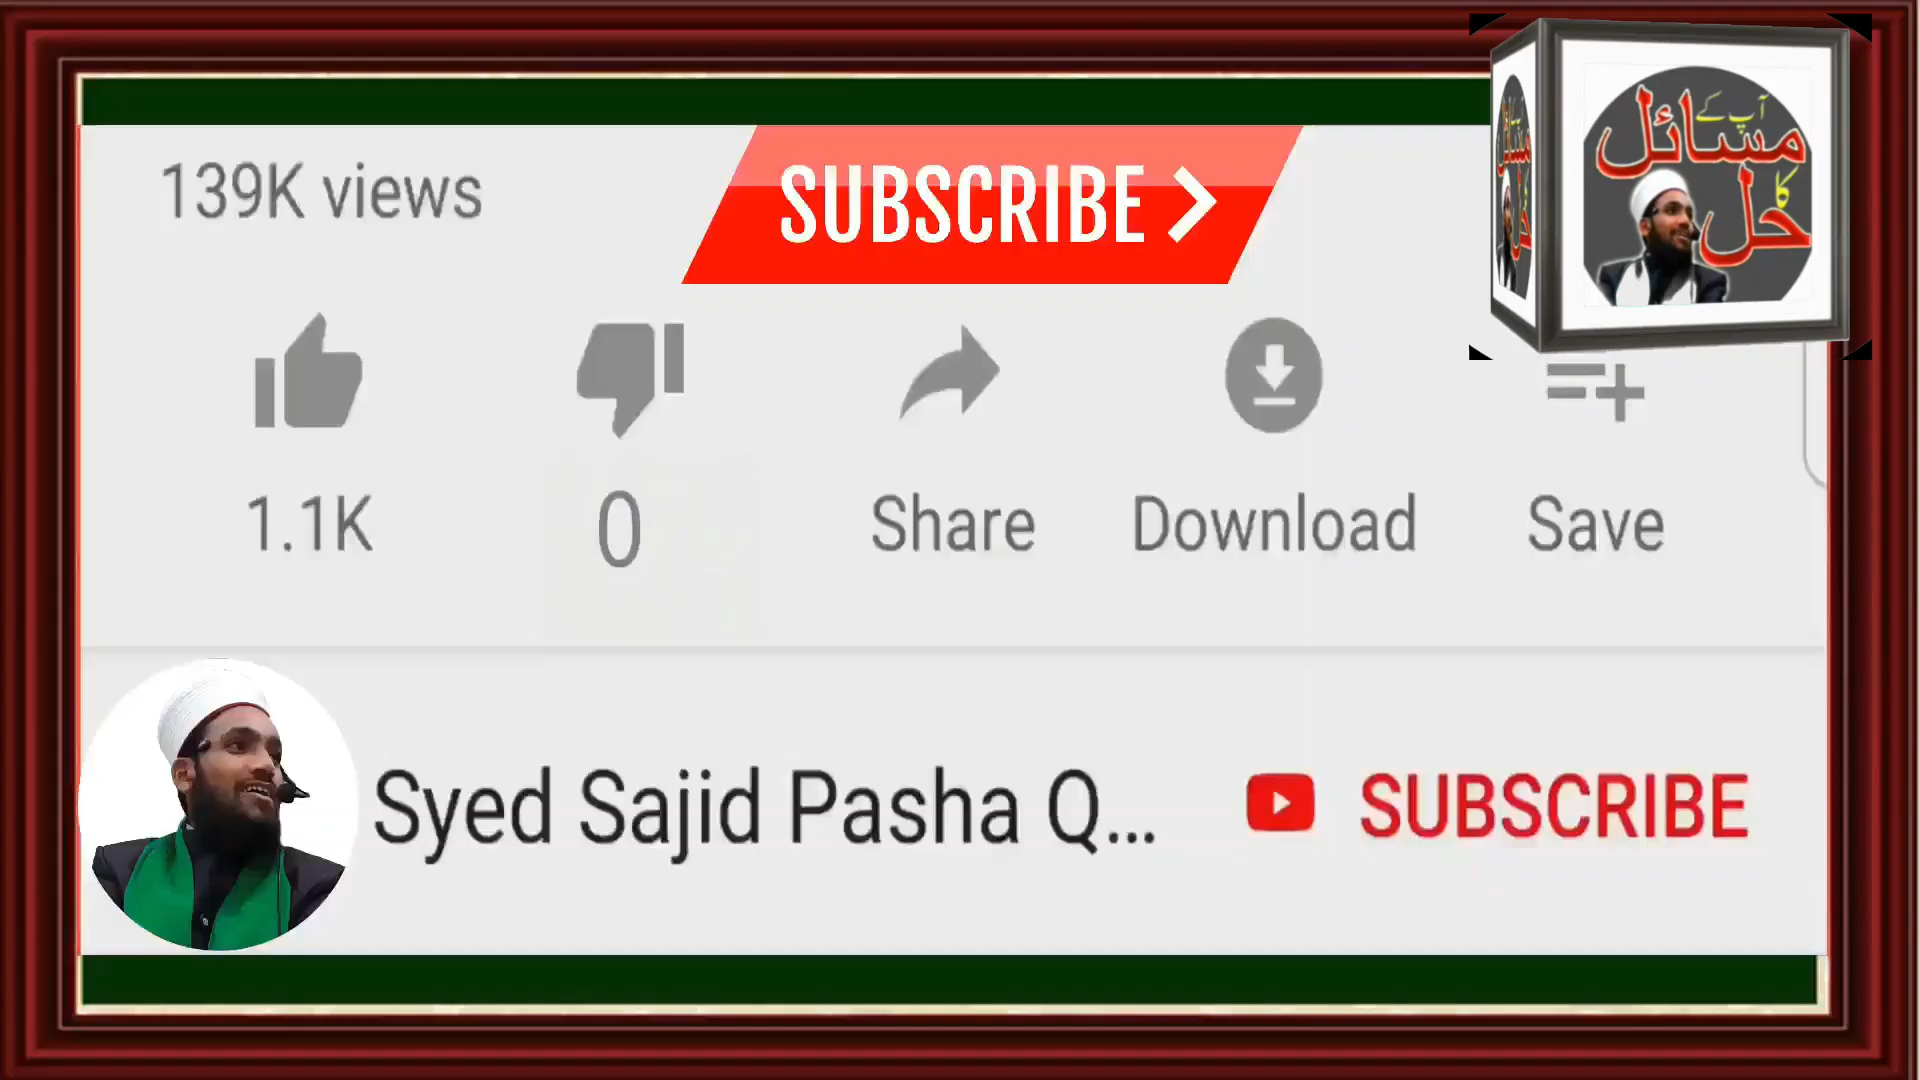 139K views
SUBSCRIBE
آپ کے
مسائل
کا
حل
1.1K
0
Share
Download
Save
Syed Sajid Pasha Q...
SUBSCRIBE